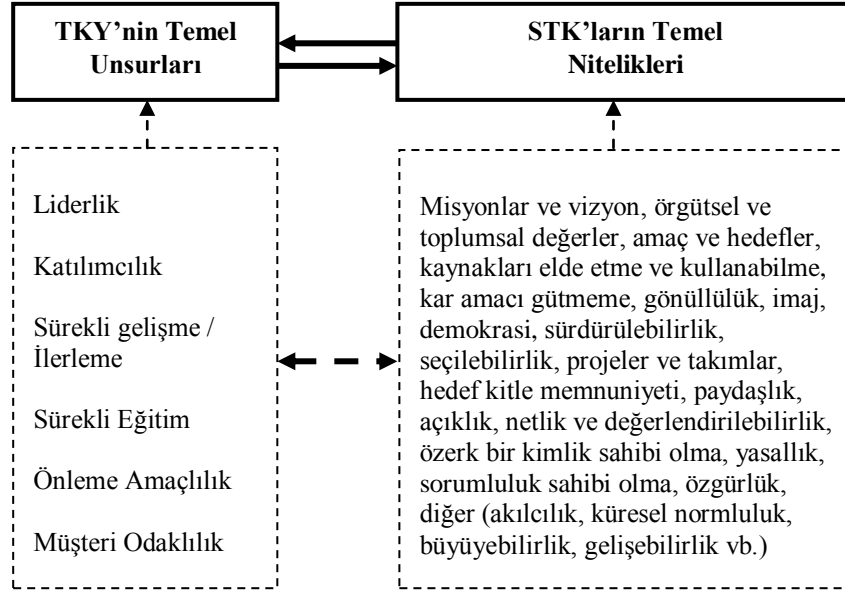 TKY’nin Temel
Unsurları
STK’ların Temel
Nitelikleri
Liderlik
Katılımcılık
Sürekli gelişme /
İlerleme
Sürekli Eğitim
Önleme Amaçlılık
Müşteri Odaklılık
Misyonlar ve vizyon, örgütsel ve
toplumsal değerler, amaç ve hedefler,
kaynakları elde etme ve kullanabilme,
kar amacı gütmeme, gönüllülük, imaj,
demokrasi, sürdürülebilirlik,
seçilebilirlik, projeler ve takımlar,
hedef kitle memnuniyeti, paydaşlık,
açıklık, netlik ve değerlendirilebilirlik,
özerk bir kimlik sahibi olma, yasallık,
sorumluluk sahibi olma, özgürlük,
diğer (akılcılık, küresel normluluk,
büyüyebilirlik, gelişebilirlik vb.)